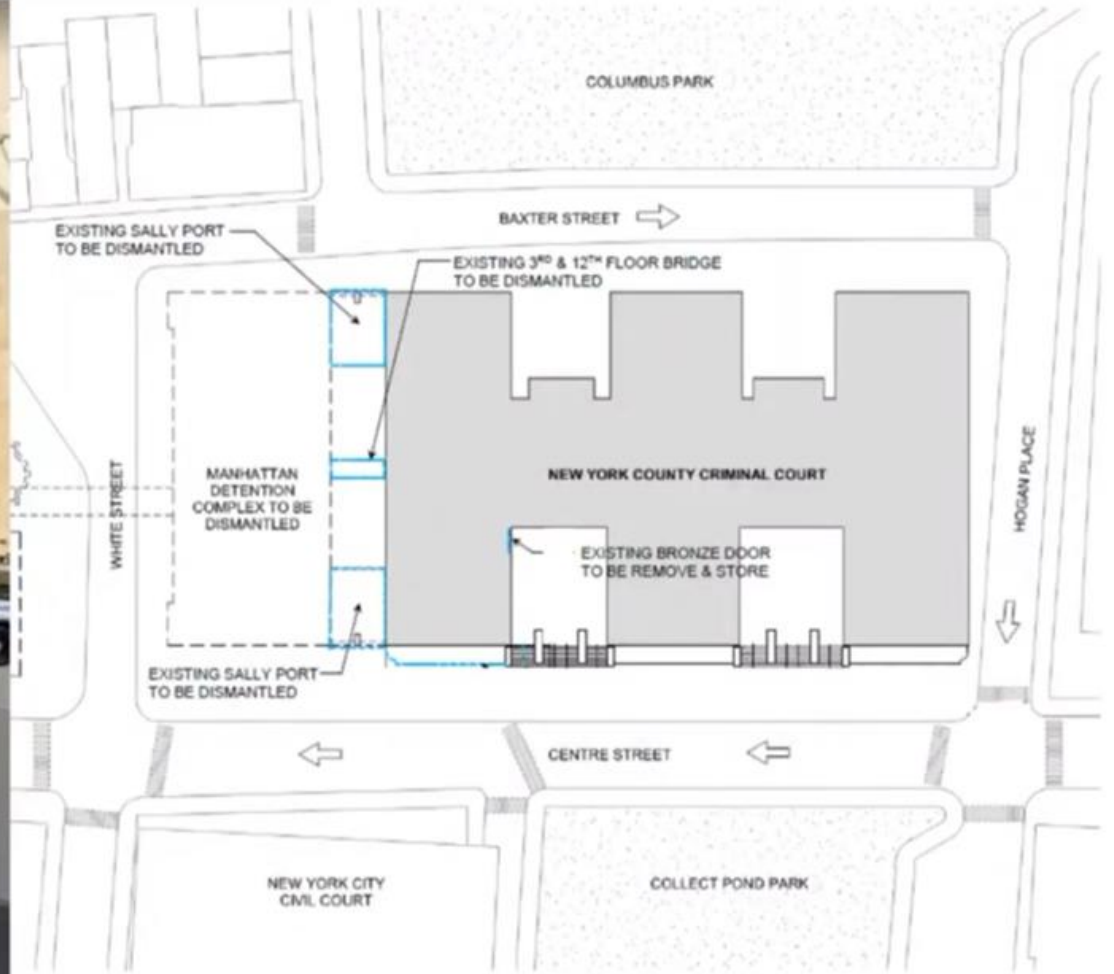 COLUMBUS PARK
BAXTER STREET
EXISTING SALLY PORT
TO BE DISMANTLED
EXISTING 3RD & 12TH FLOOR BRIDGE
TO BE DISMANTLED
WHITE STREET
MANHATTAN
DETENTION
COMPLEX TO BE
DISMANTLED
NEW YORK COUNTY CRIMINAL COURT
HOGAN PLACE
EXISTING BRONZE DOOR
TO BE REMOVE & STORE
EXISTING SALLY PORT
TO BE DISMANTLED
CENTRE STREET
NEW YORK CITY
CIVIL COURT
COLLECT POND PARK